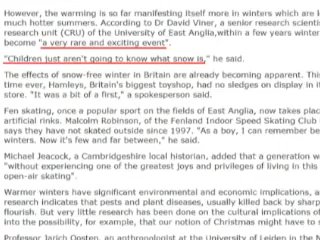 However, the warming is so far manifesting itself more in winters which are l
much hotter summers. According to Dr David Viner, a senior research scienti
research unit (CRU) of the University of East Anglia,within a few years winter
become "a very rare and exciting event".
"Children just aren't going to know what snow is," he said.
The effects of snow-free winter in Britain are already becoming apparent. This
time ever, Hamleys, Britain's biggest toyshop, had no sledges on display in it
store. "It was a bit of a first," a spokesperson said.
Fen skating, once a popular sport on the fields of East Anglia, now takes plac
artificial rinks. Malcolm Robinson, of the Fenland Indoor Speed Skating Club
says they have not skated outside since 1997. "As a boy, I can remember be
winters. Now it's few and far between," he said.
Michael Jeacock, a Cambridgeshire local historian, added that a generation w
"without experiencing one of the greatest joys and privileges of living in this
open-air skating".
Warmer winters have significant environmental and economic implications, a
research indicates that pests and plant diseases, usually killed back by sharp
flourish. But very little research has been done on the cultural implications of
into the possibility, for example, that our notion of Christmas might have to s
Professor Jarich Oosten, an anthropologist at the University of Leiden in the N